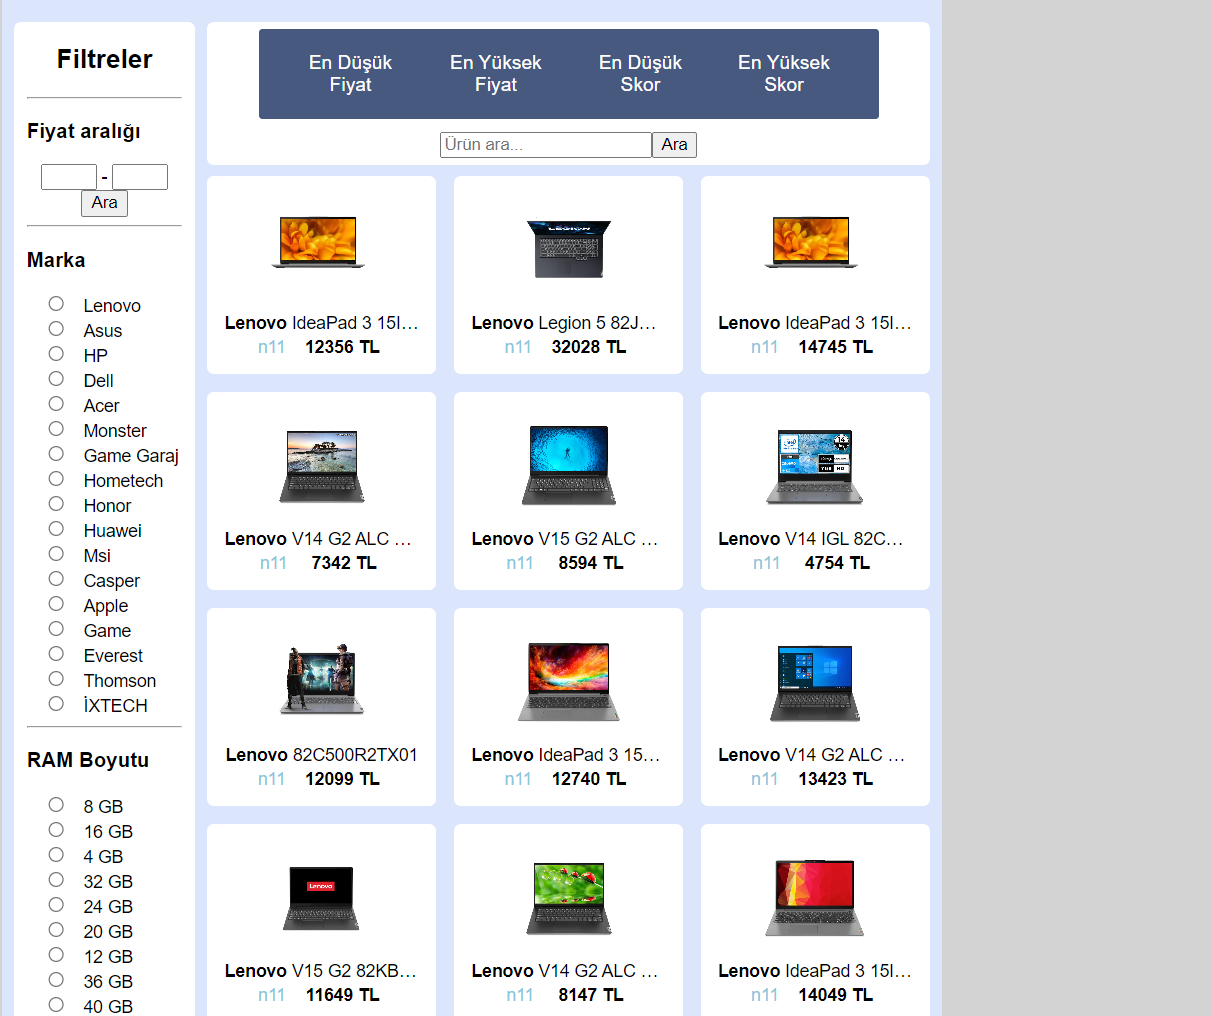 Filtreler
Fiyat aralığı
-
Ara
Marka
Lenovo
Asus
HP
Dell
Acer
Monster
Game Garaj
Hometech
Honor
Huawei
Msi
Casper
Apple
Game
Everest
Thomson
İXTECH
RAM Boyutu
8 GB
16 GB
4 GB
32 GB
24 GB
20 GB
12 GB
36 GB
40 GB
En Düşük Fiyat
En Yüksek Fiyat
En Düşük Skor
En Yüksek Skor
Ürün ara...
Ara
Lenovo IdeaPad 3 15I...
n11 12356 TL
LEGION
Lenovo Legion 5 82J...
n11 32028 TL
Lenovo IdeaPad 3 15I...
n11 14745 TL
Lenovo V14 G2 ALC ...
n11 7342 TL
Lenovo V15 G2 ALC ...
n11 8594 TL
Lenovo V14 IGL 82C...
n11 4754 TL
Lenovo 82C500R2TX01
n11 12099 TL
Lenovo IdeaPad 3 15...
n11 12740 TL
Lenovo V14 G2 ALC ...
n11 13423 TL
Lenovo
Lenovo V15 G2 82KB...
n11 11649 TL
Lenovo V14 G2 ALC ...
n11 8147 TL
Lenovo IdeaPad 3 15I...
n11 14049 TL